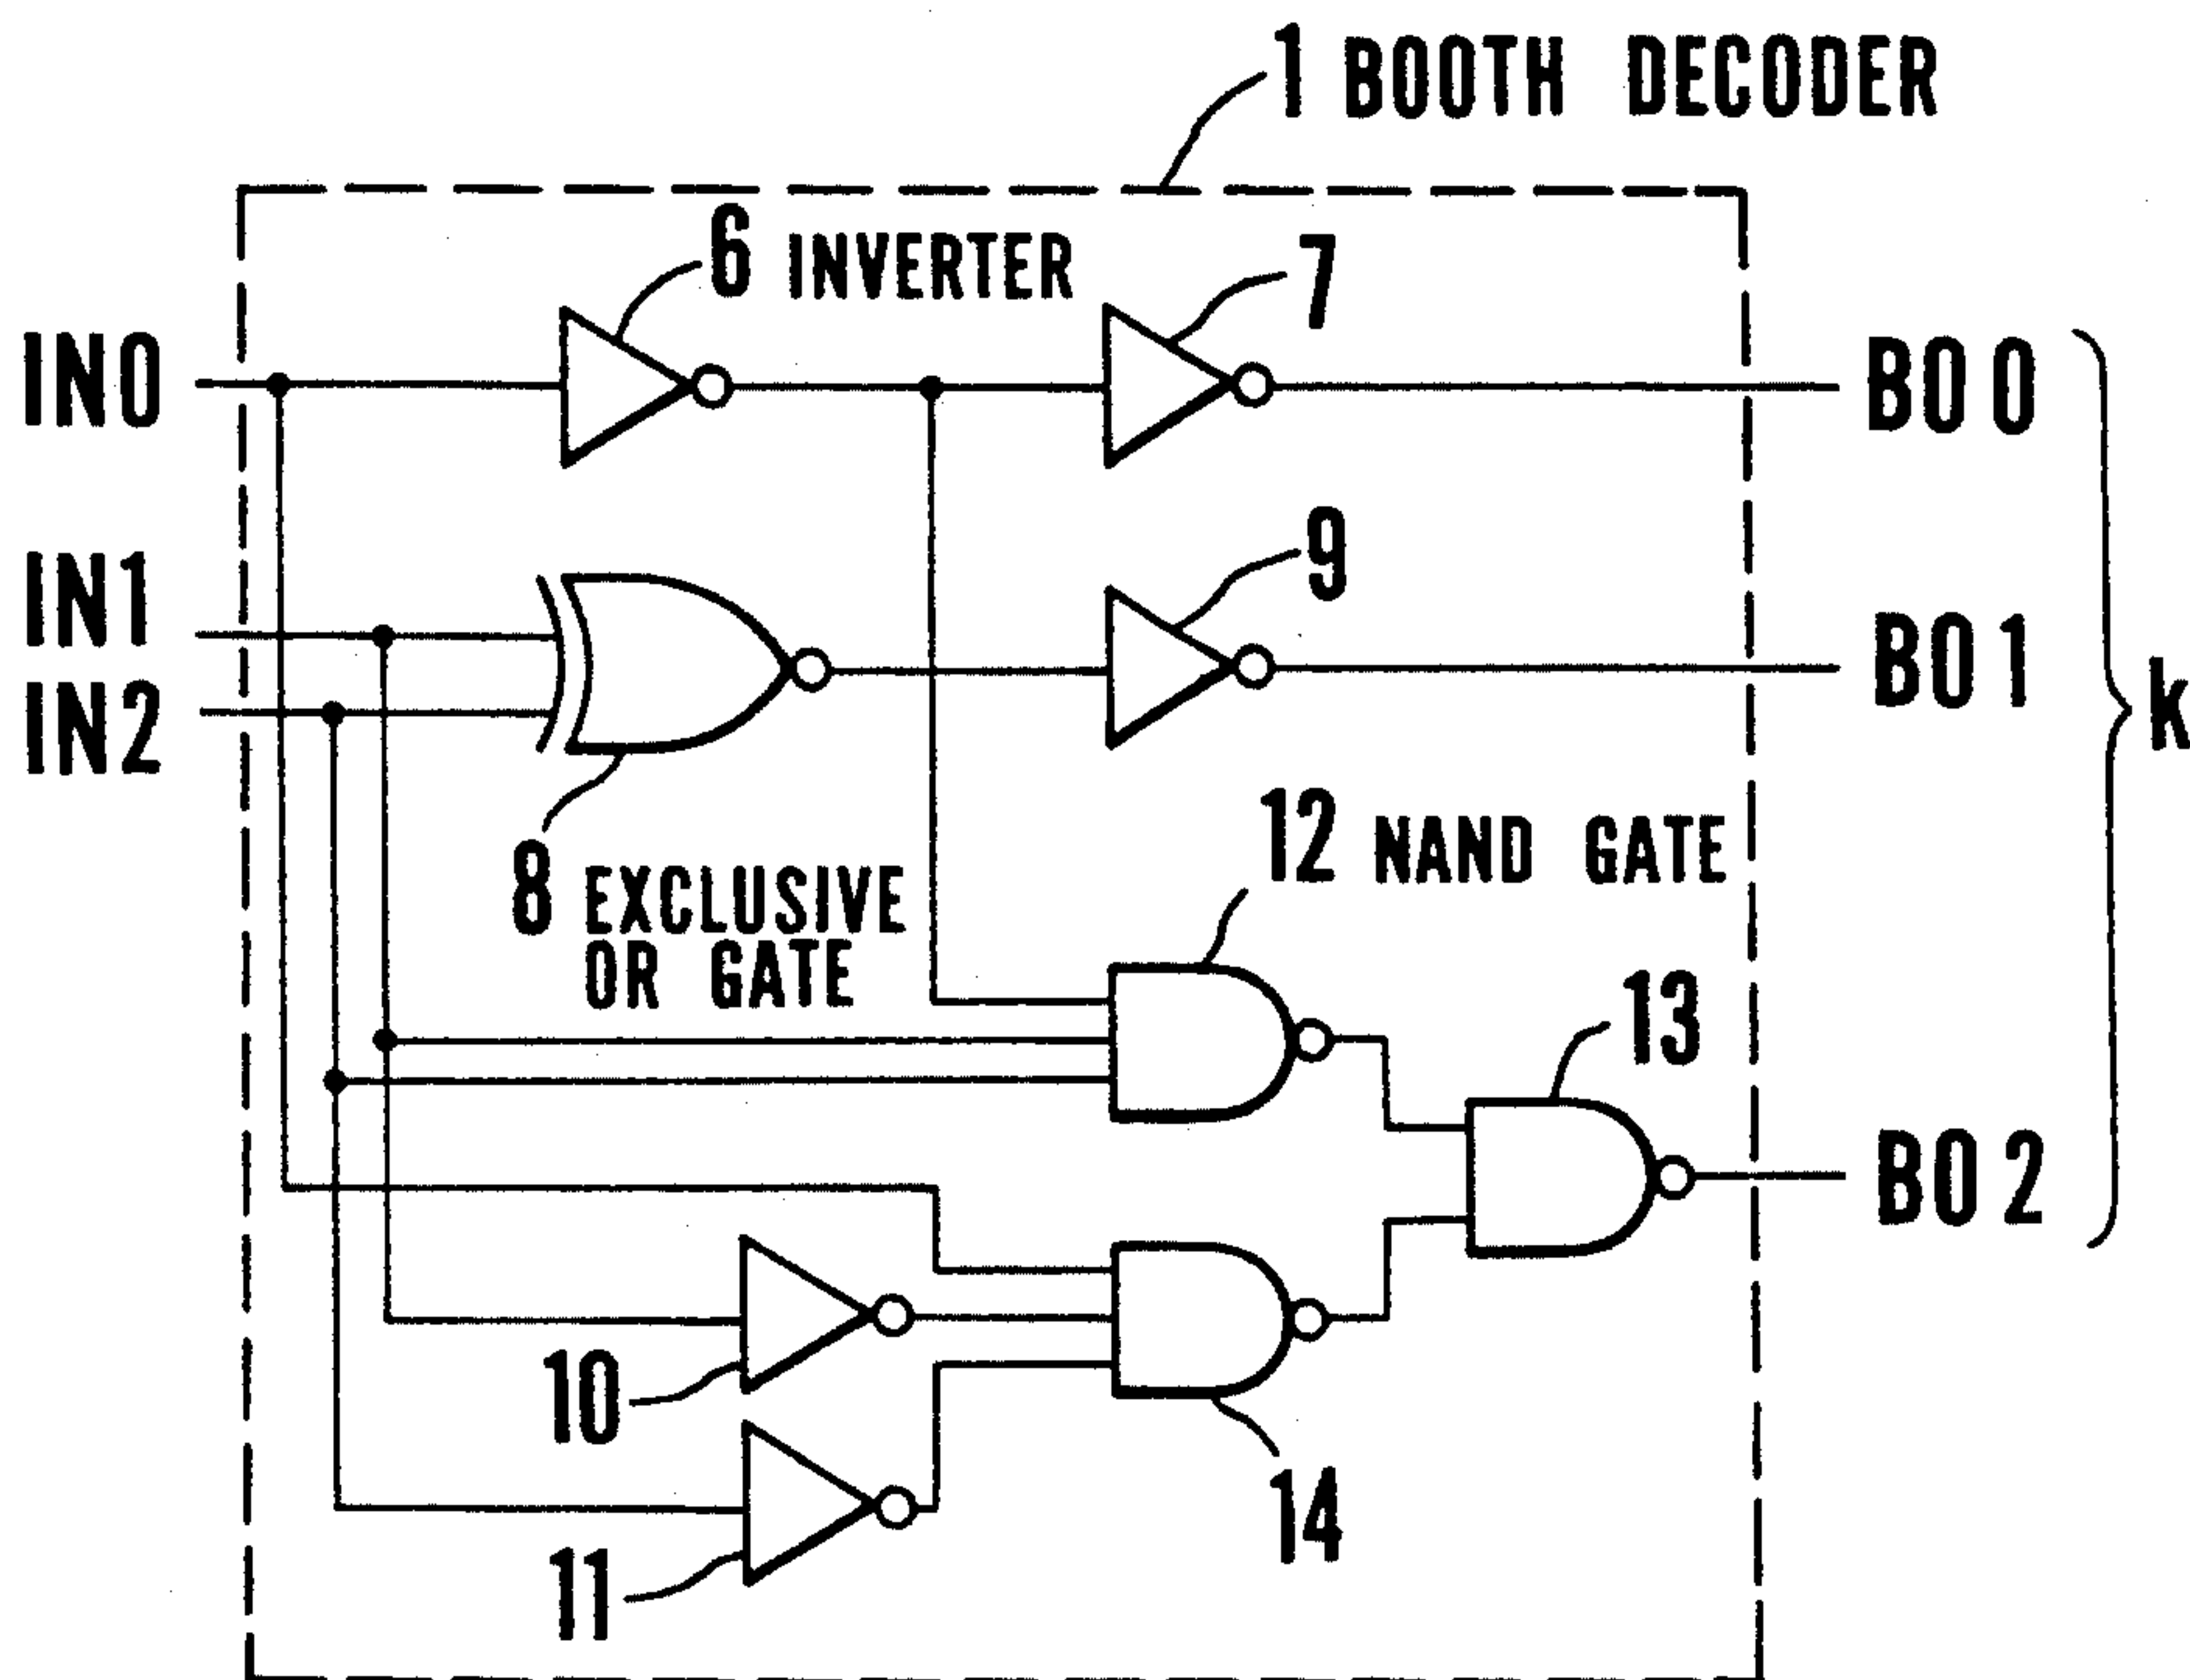 1 BOOTH DECODER
6 INVERTER
7
IN0
BO0
IN1
9
BO1
IN2
k
12 NAND GATE
8 EXCLUSIVE
OR GATE
13
BO2
10
14
11